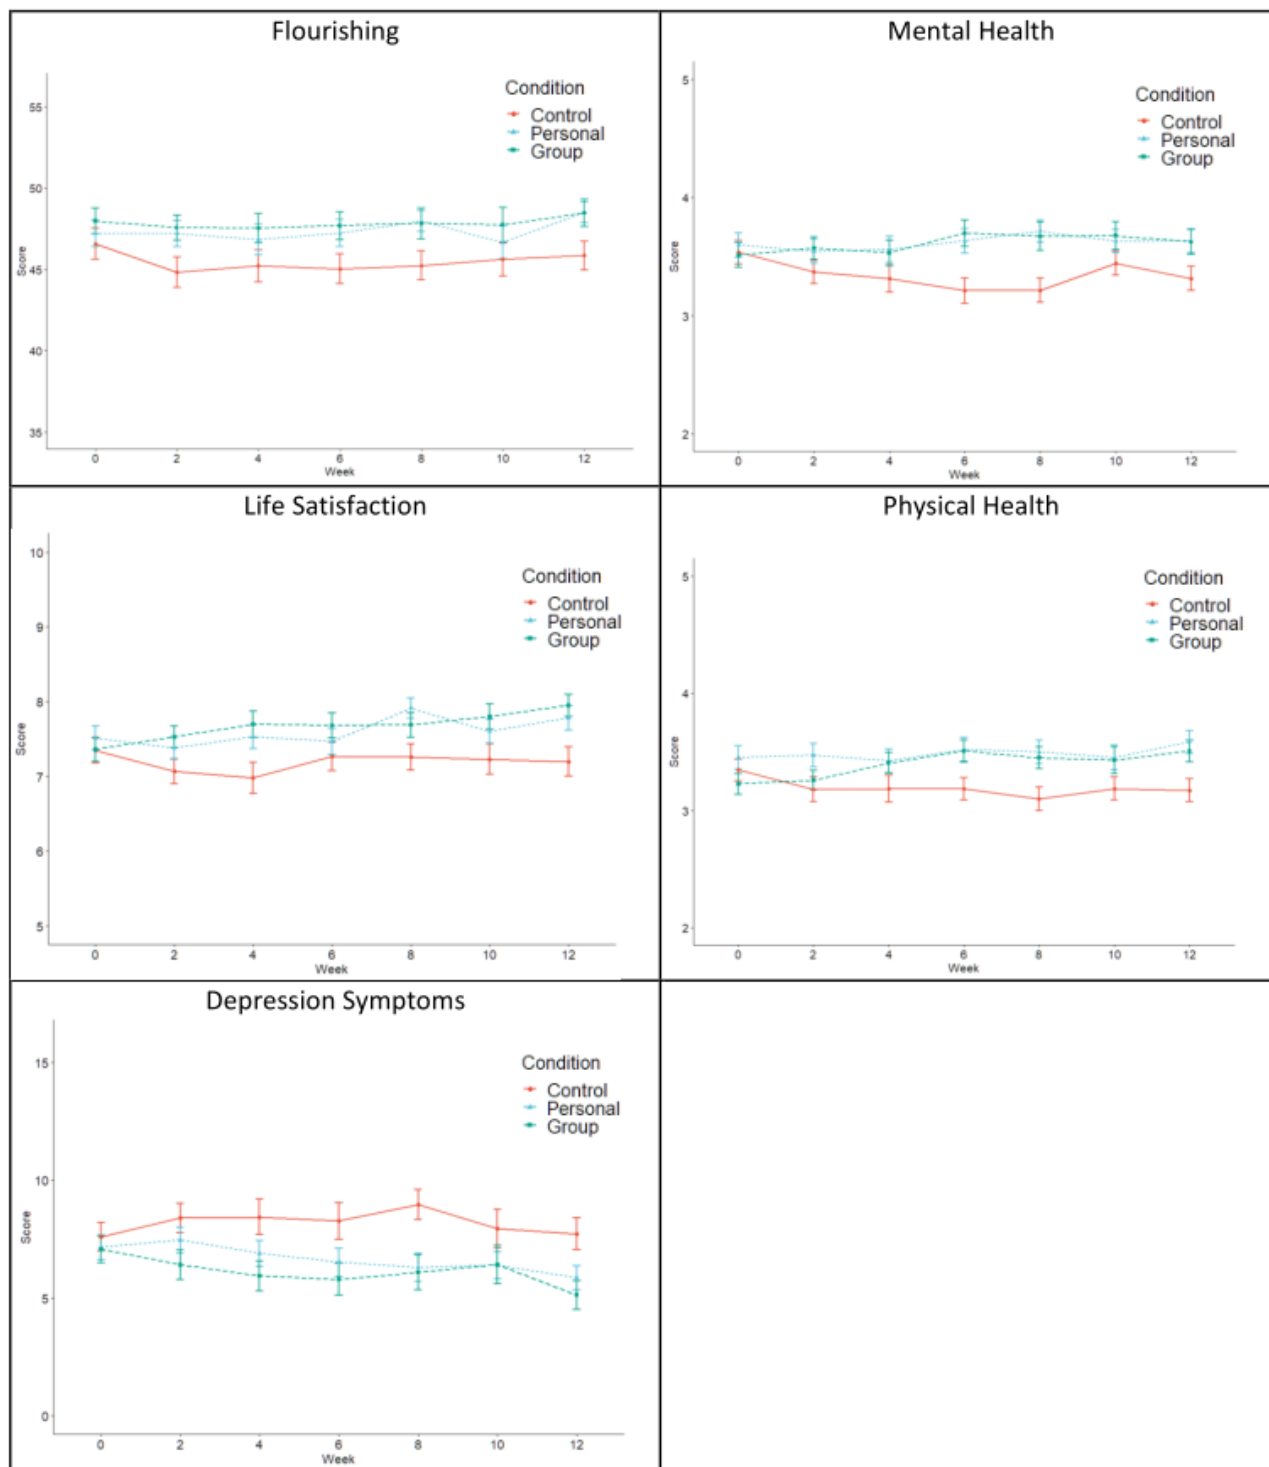 Flourishing
Condition
Control
Personal
Group
55
50
45
40
35
Score
0 2 4 6 8 10 12
Week
Mental Health
Condition
Control
Personal
Group
5
4
3
2
Score
0 2 4 6 8 10 12
Week
Life Satisfaction
Condition
Control
Personal
Group
10
9
8
7
6
5
Score
0 2 4 6 8 10 12
Week
Physical Health
Condition
Control
Personal
Group
5
4
3
2
Score
0 2 4 6 8 10 12
Week
Depression Symptoms
Condition
Control
Personal
Group
15
10
5
0
Score
0 2 4 6 8 10 12
Week